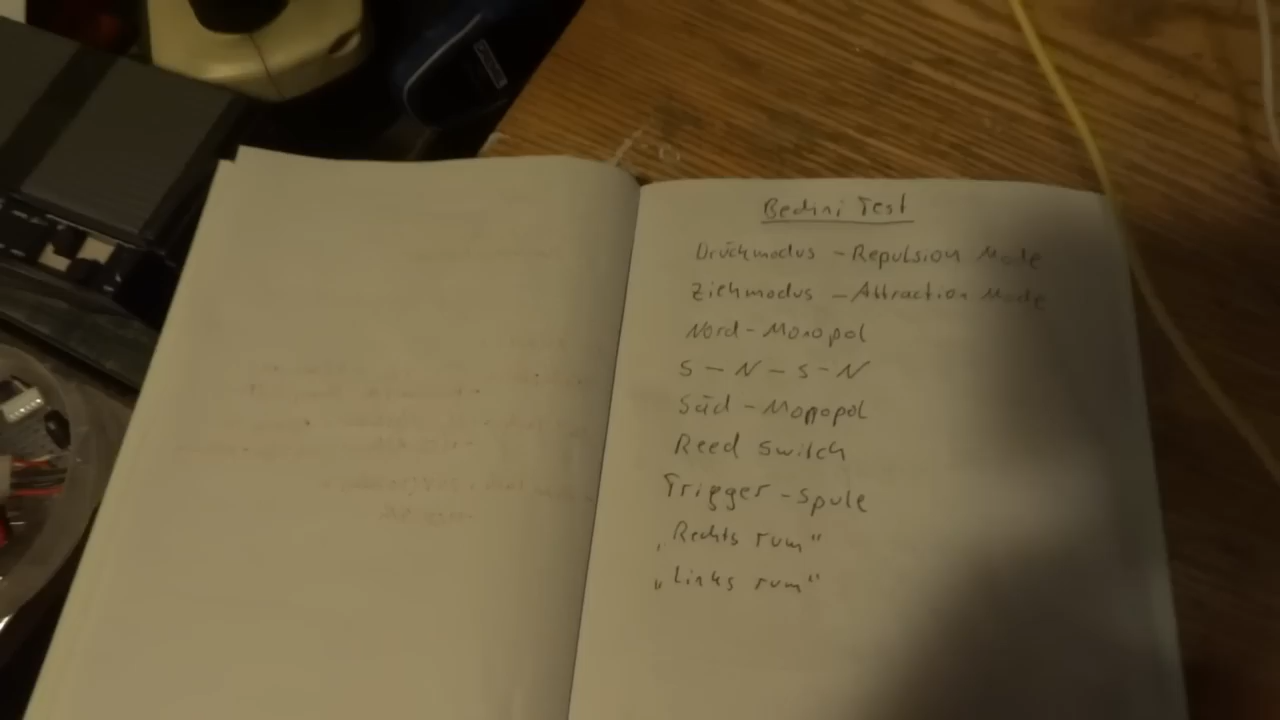 Bedini Test
Drückmodus - Repulsion Mode
Ziehmodus - Attraction Mode
Nord - Monopol
S - N - S - N
Süd - Monopol
Reed Switch
Trigger - Spule
„Rechts rum“
„Links rum“